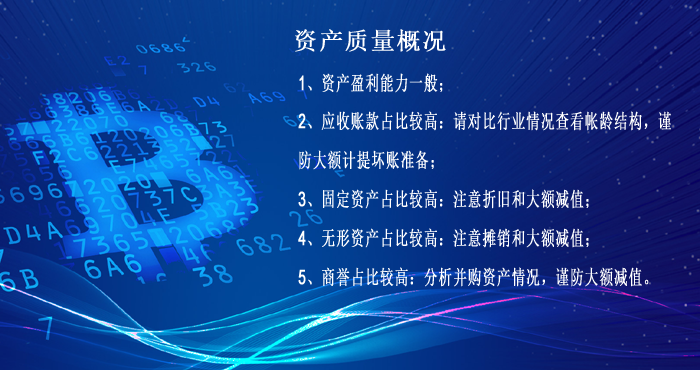 资产质量概况
1、资产盈利能力一般；
2、应收账款占比较高：请对比行业情况查看帐龄结构，谨
防大额计提坏账准备；
3、固定资产占比较高：注意折旧和大额减值；
4、无形资产占比较高：注意摊销和大额减值；
5、商誉占比较高：分析并购资产情况，谨防大额减值。